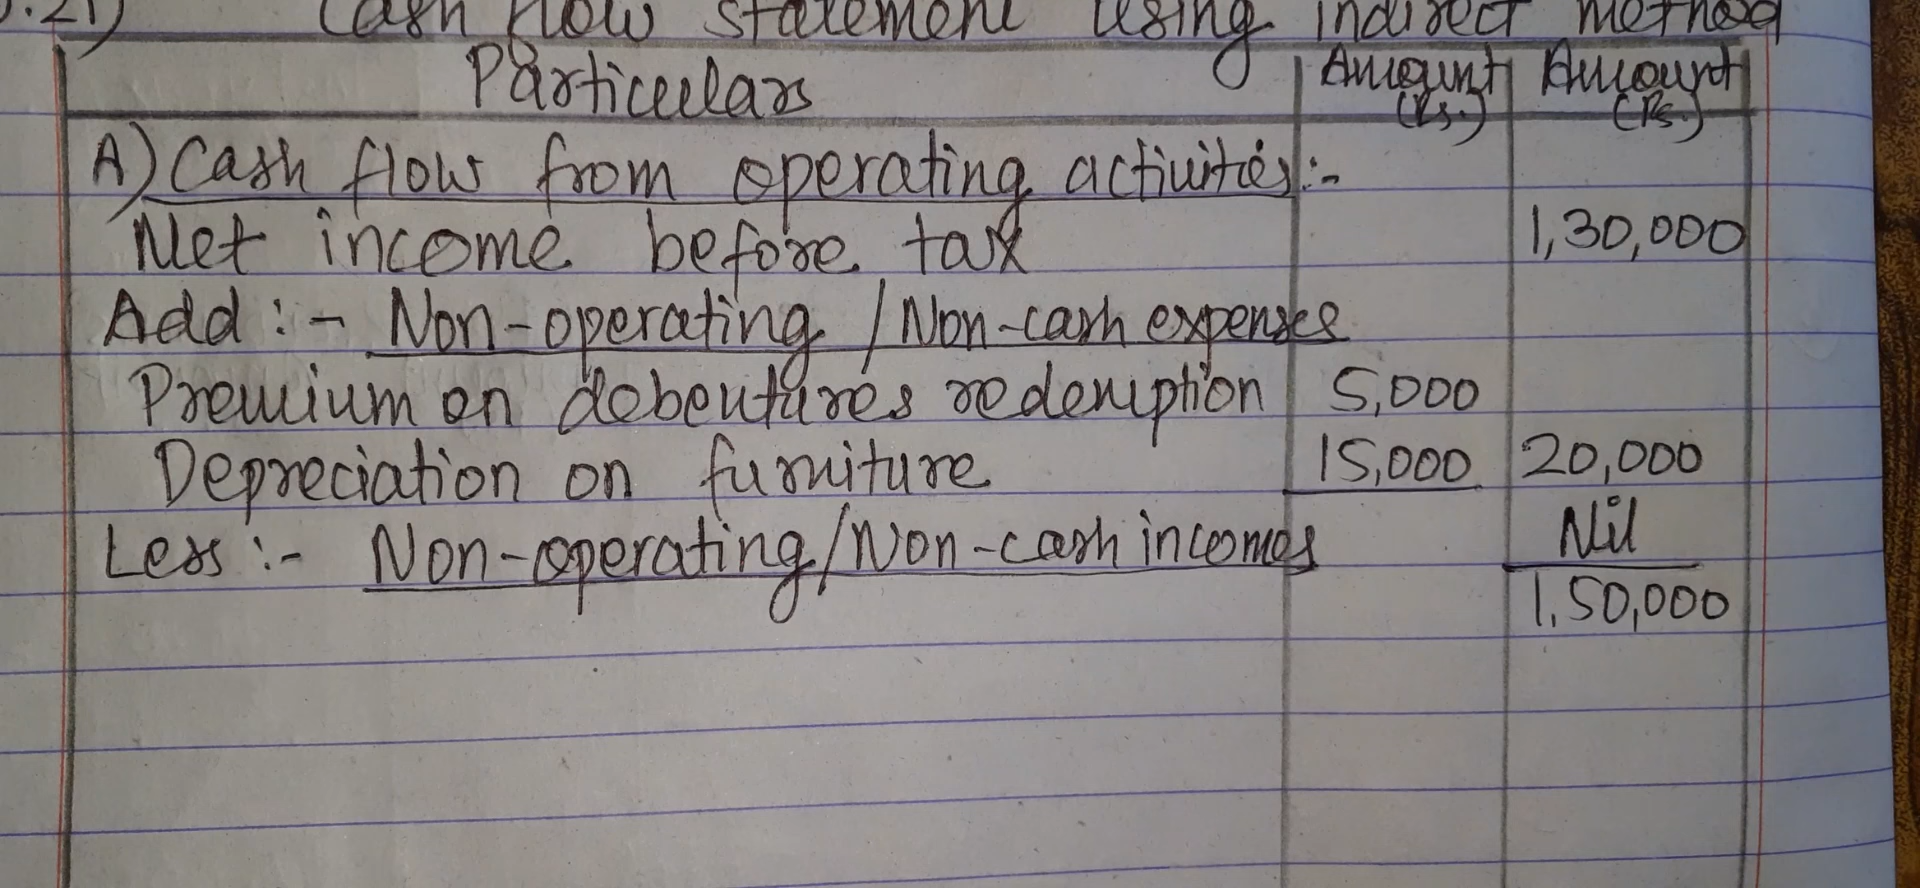 .21) Cash flow statement using indirect method
Particulars Amount (Rs.) Amount (Rs.)
A) Cash flow from operating activities:-
Net income before tax 1,30,000
Add :- Non-operating / Non-cash expenses
Premium on debentures redemption 5,000
Depreciation on furniture 15,000 20,000
Less :- Non-operating/Non-cash incomes Nil
1,50,000